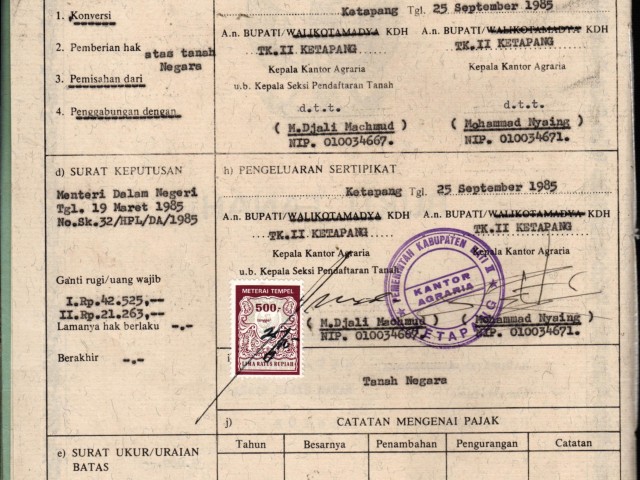 1. Konversi
2. Pemberian hak atas tanah
Negara
3. Pemisahan dari
4. Penggabungan dengan
Ketapang Tgl. 25 September 1985
A.n. BUPATI/WALIKOTAMADYA KDH
TK.II KETAPANG
Kepala Kantor Agraria
u.b. Kepala Seksi Pendaftaran Tanah
d.t.t.
( M.Djali Machmud )
NIP. 010034667.
A.n. BUPATI/WALIKOTAMADYA KDH
TK.II KETAPANG
Kepala Kantor Agraria
d.t.t.
( Mohammad Nysing )
NIP. 010034671.
d) SURAT KEPUTUSAN
Menteri Dalam Negeri
Tgl. 19 Maret 1985
No.Sk.32/HPL/DA/1985
Ganti rugi/uang wajib
I.Rp.42.525,--
II.Rp.21.263,--
Lamanya hak berlaku -.-
Berakhir -.-
h) PENGELUARAN SERTIPIKAT
Ketapang Tgl. 25 September 1985
A.n. BUPATI/WALIKOTAMADYA KDH
TK.II KETAPANG
Kepala Kantor Agraria
u.b. Kepala Seksi Pendaftaran Tanah
( M.Djali Machmud )
NIP. 010034667.
A.n. BUPATI/WALIKOTAMADYA KDH
TK.II KETAPANG
Kepala Kantor Agraria
( Mohammad Nysing )
NIP. 010034671.
METERAI TEMPEL
500
LIMA RATUS RUPIAH
PEMERINTAH KABUPATEN DATI II
KANTOR
AGRARIA
KETAPANG
Tanah Negara
j) CATATAN MENGENAI PAJAK
Tahun Besarnya Penambahan Pengurangan Catatan
e) SURAT UKUR/URAIAN
BATAS